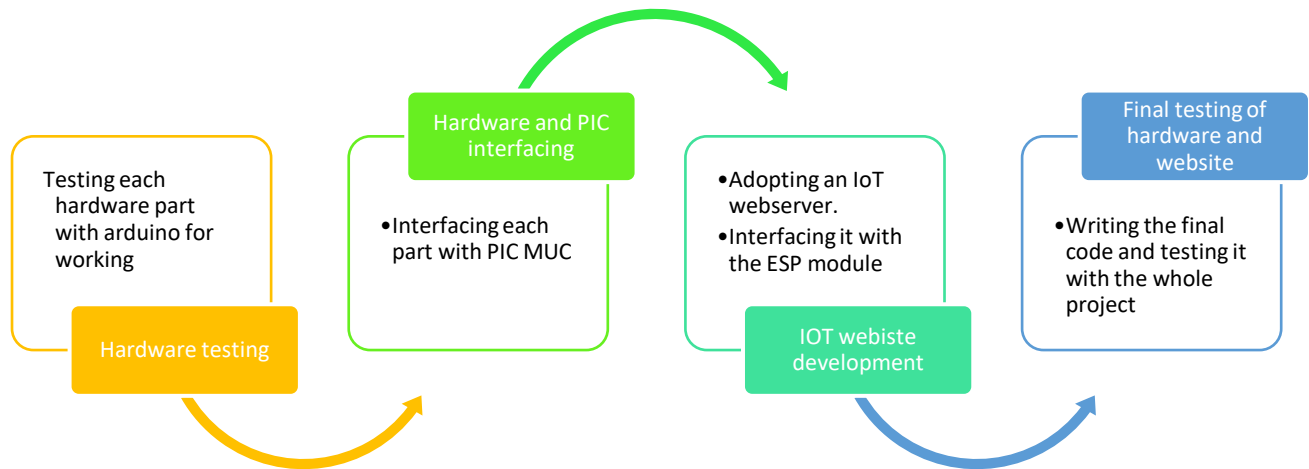 Testing each
hardware part
with arduino for
working
Hardware testing
Hardware and PIC
interfacing
•Interfacing each
part with PIC MUC
•Adopting an IoT
webserver.
•Interfacing it with
the ESP module
IOT webiste
development
Final testing of
hardware and
website
•Writing the final
code and testing it
with the whole
project